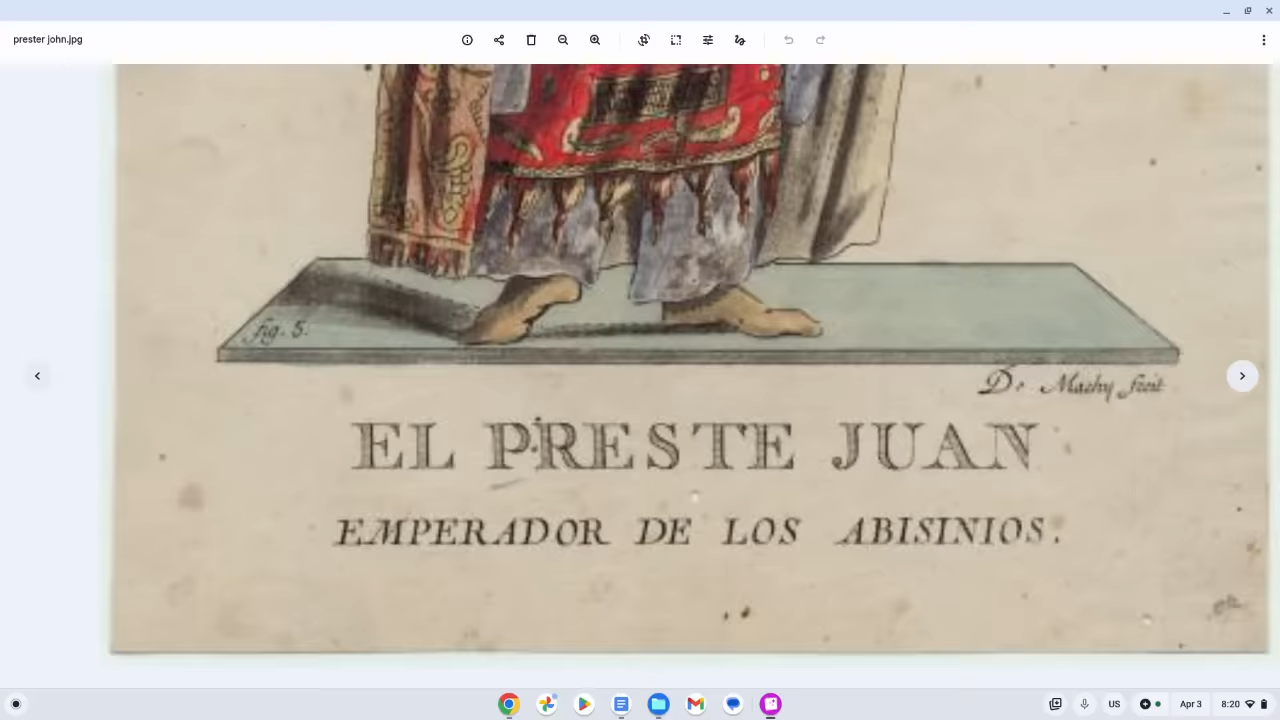 prester john.jpg
fig. 5.
De Machy fecit
EL PRESTE JUAN
EMPERADOR DE LOS ABISINIOS.
US
Apr 3
8:20